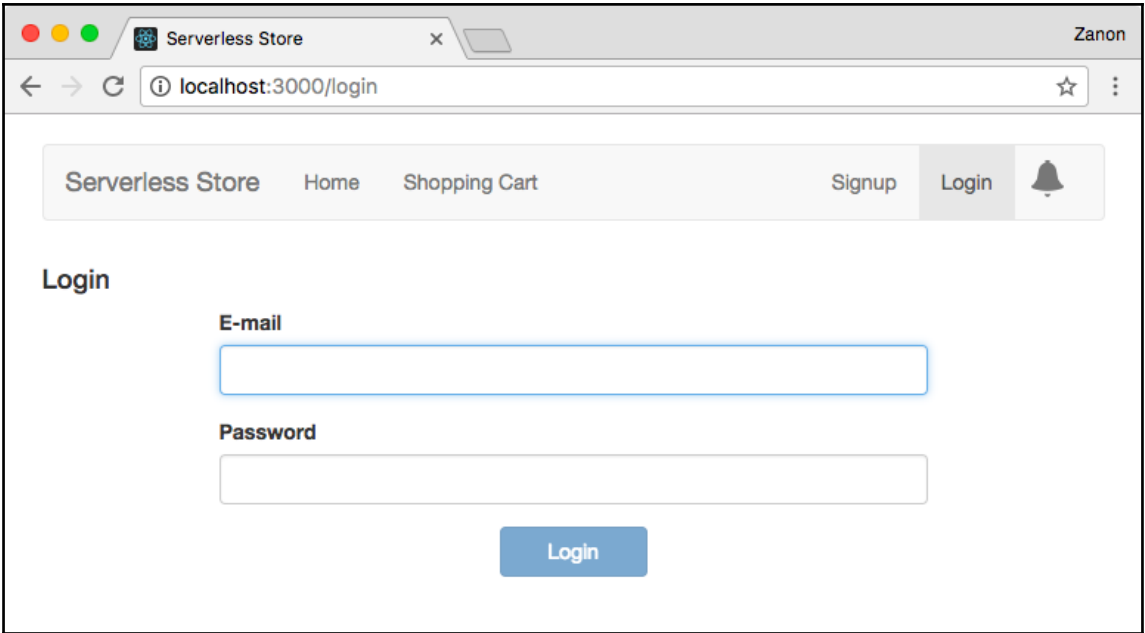 Serverless Store
Zanon
localhost:3000/login
Serverless Store Home Shopping Cart Signup Login
Login
E-mail
Password
Login